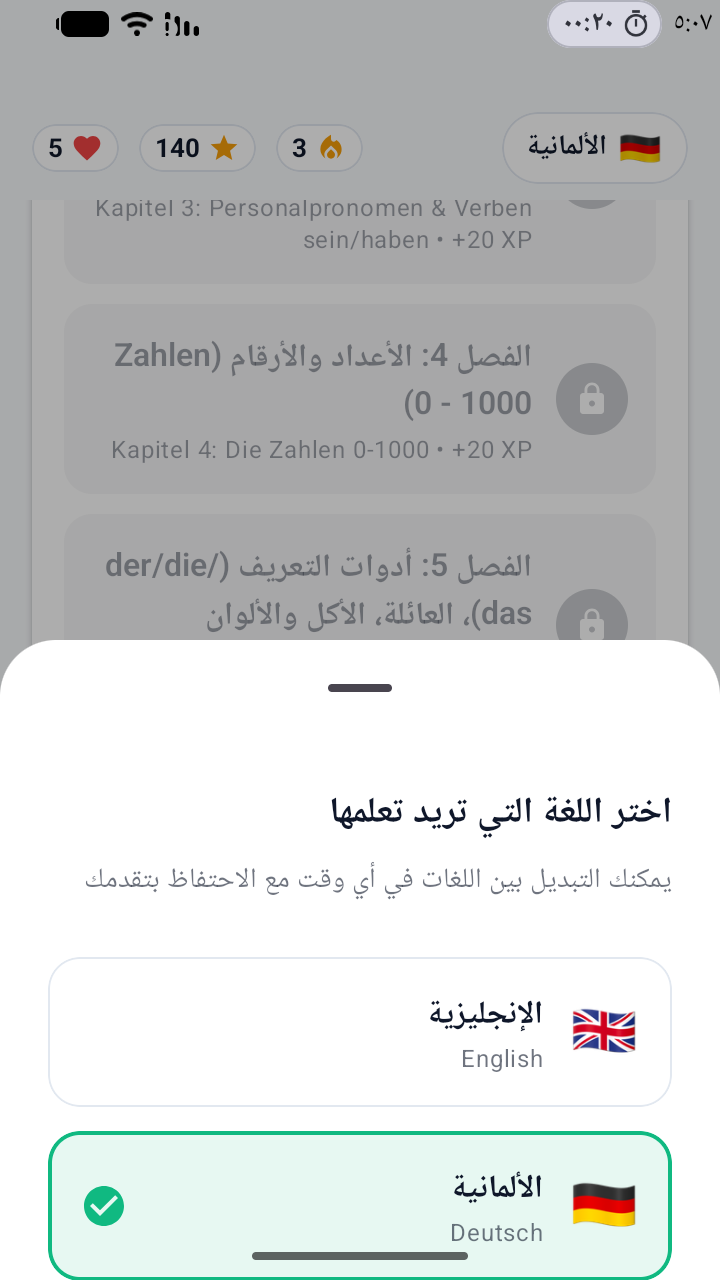 ٠٠:٢٠
٥:٠٧
الألمانية
3
140
5
Kapitel 3: Personalpronomen & Verben
sein/haben • +20 XP
الفصل 4: الأعداد والأرقام (Zahlen
0 - 1000)
Kapitel 4: Die Zahlen 0-1000 • +20 XP
الفصل 5: أدوات التعريف (der/die/
das)، العائلة، الأكل والألوان
اختر اللغة التي تريد تعلمها
يمكنك التبديل بين اللغات في أي وقت مع الاحتفاظ بتقدمك
الإنجليزية
English
الألمانية
Deutsch